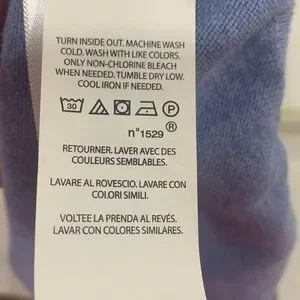 TURN INSIDE OUT. MACHINE WASH
COLD. WASH WITH LIKE COLORS.
ONLY NON-CHLORINE BLEACH
WHEN NEEDED. TUMBLE DRY LOW.
COOL IRON IF NEEDED.
30 P
n°1529®
RETOURNER. LAVER AVEC DES
COULEURS SEMBLABLES.
LAVARE AL ROVESCIO. LAVARE CON
COLORI SIMILI.
VOLTEE LA PRENDA AL REVÉS.
LAVAR CON COLORES SIMILARES.